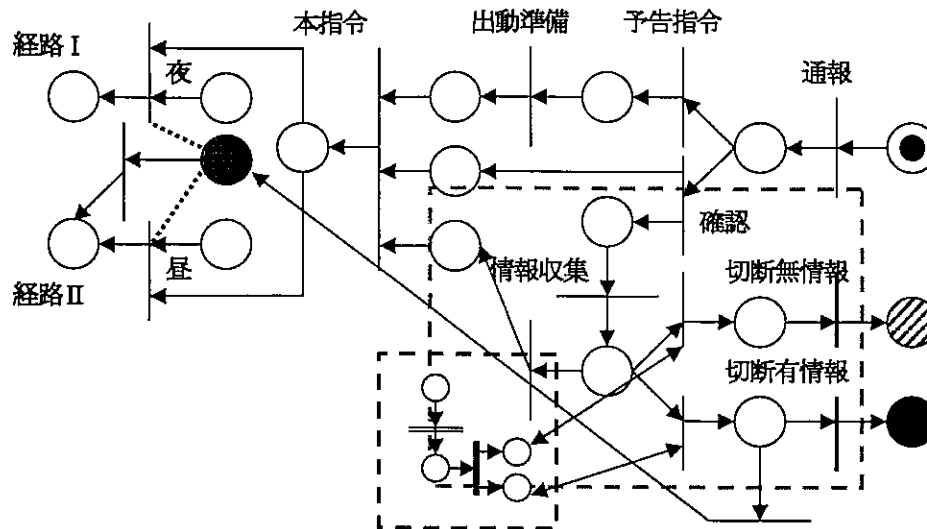 本指令
出動準備
予告指令
経路Ⅰ
夜
通報
確認
昼
情報収集
経路Ⅱ
切断無情報
切断有情報